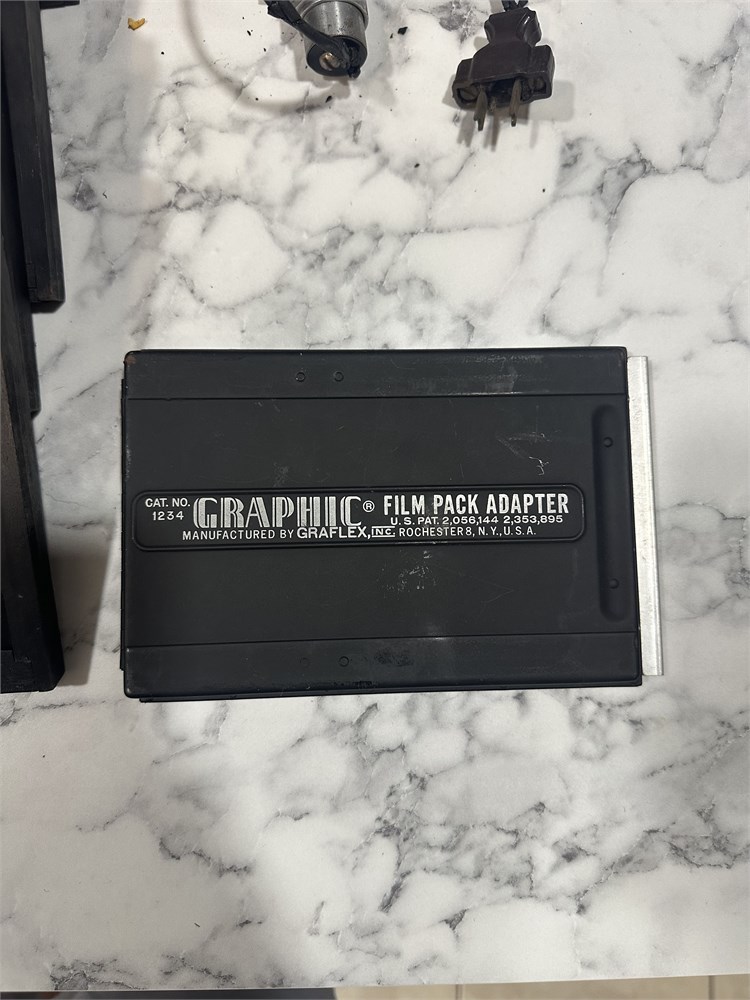 CAT. NO. GRAPHIC® FILM PACK ADAPTER
1234 U.S. PAT. 2,056,144 2,353,895
MANUFACTURED BY GRAFLEX, INC. ROCHESTER 8, N.Y., U.S.A.